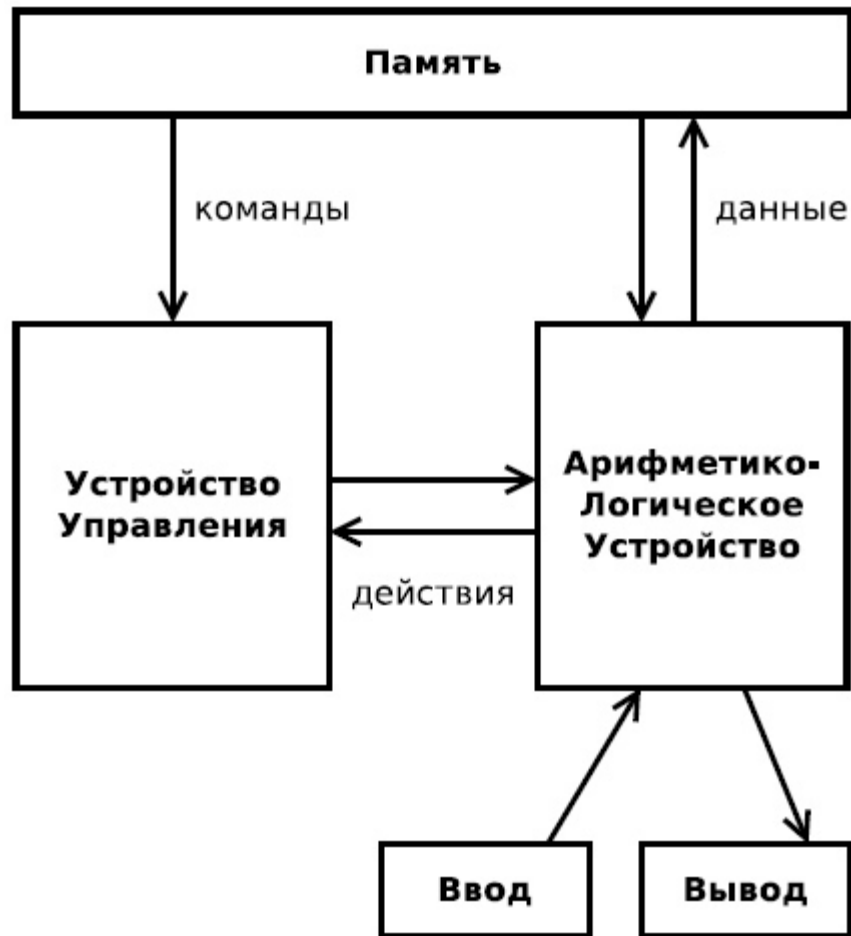 Память
команды
данные
Устройство
Управления
Арифметико-
Логическое
Устройство
действия
Ввод
Вывод